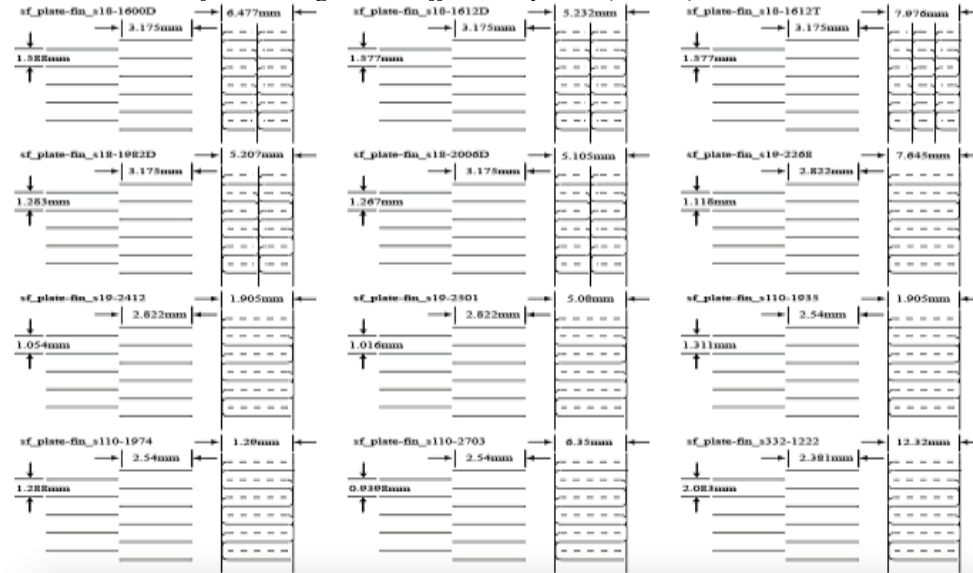 sf_plate-fin_s18-1600D 6.477mm sf_plate-fin_s18-1612D 5.232mm sf_plate-fin_s18-1612T 7.976mm
3.175mm 3.175mm 3.175mm
1.588mm 1.577mm 1.577mm
sf_plate-fin_s18-1982D 5.207mm sf_plate-fin_s18-2006D 5.105mm sf_plate-fin_s19-2268 7.645mm
3.175mm 3.175mm 2.822mm
1.283mm 1.267mm 1.118mm
sf_plate-fin_s19-2412 1.905mm sf_plate-fin_s19-2501 5.08mm sf_plate-fin_s110-1935 1.905mm
2.822mm 2.822mm 2.54mm
1.054mm 1.016mm 1.311mm
sf_plate-fin_s110-1974 1.29mm sf_plate-fin_s110-2703 6.35mm sf_plate-fin_s332-1222 12.32mm
2.54mm 2.54mm 2.381mm
1.288mm 0.9398mm 2.083mm